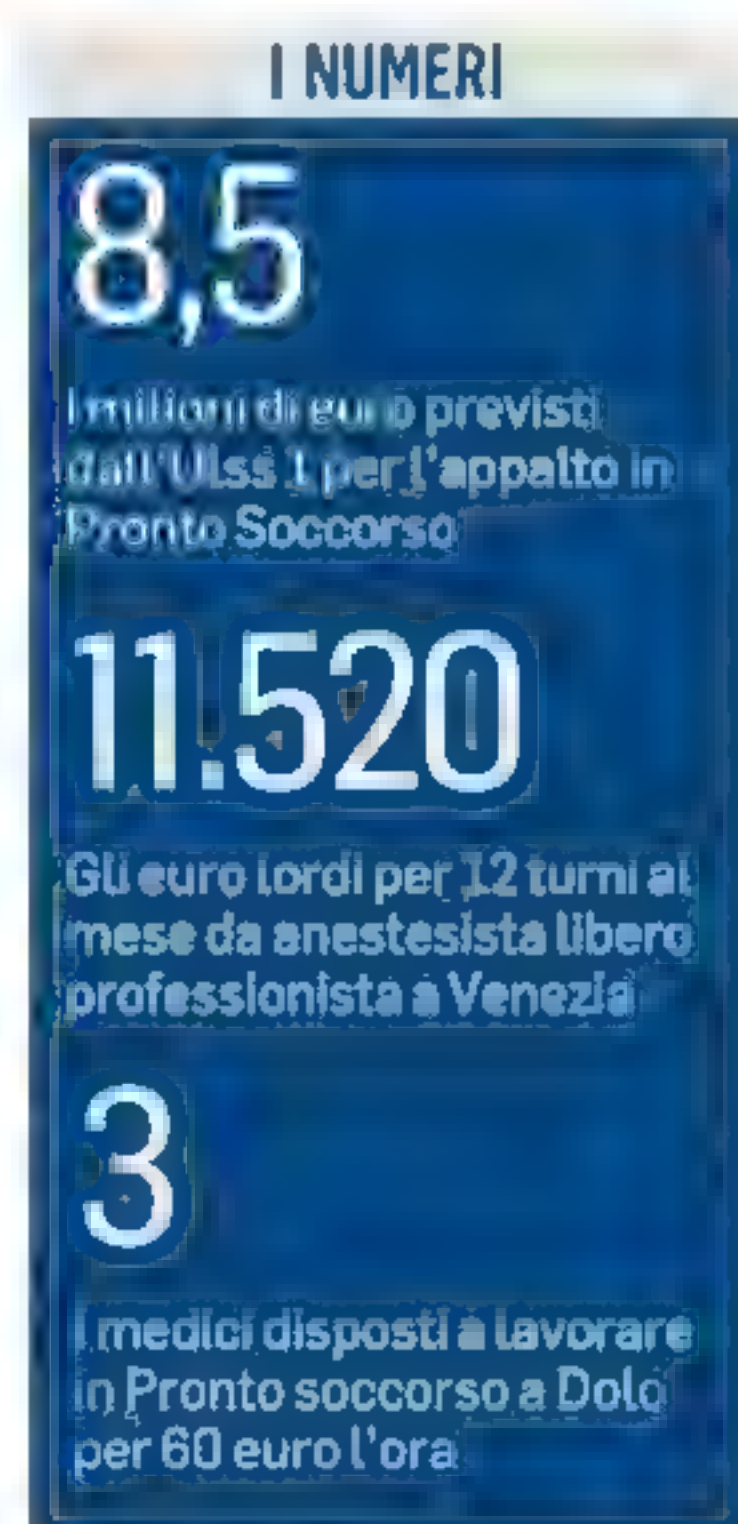 I NUMERI
8,5
I milioni di euro previsti
dall'Ulss 1 per l'appalto in
Pronto Soccorso
11.520
Gli euro lordi per 12 turni al
mese da anestesista libero
professionista a Venezia
3
I medici disposti a lavorare
in Pronto soccorso a Dolo
per 60 euro l'ora